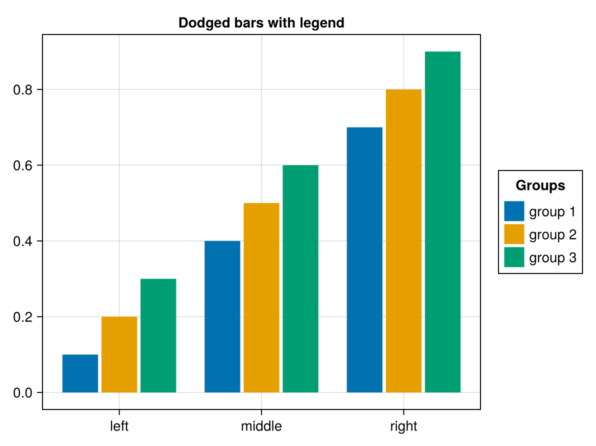 Dodged bars with legend
0.8
0.6
0.4
0.2
0.0
left middle right
Groups
group 1
group 2
group 3